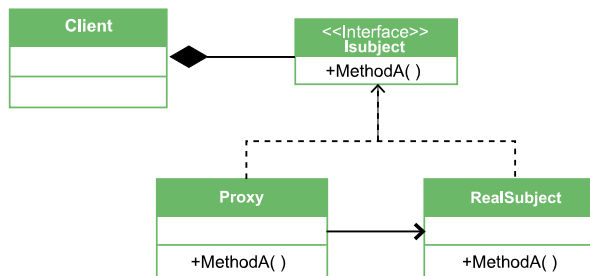 Client
<<Interface>>
Isubject
+MethodA( )
Proxy
+MethodA( )
RealSubject
+MethodA( )